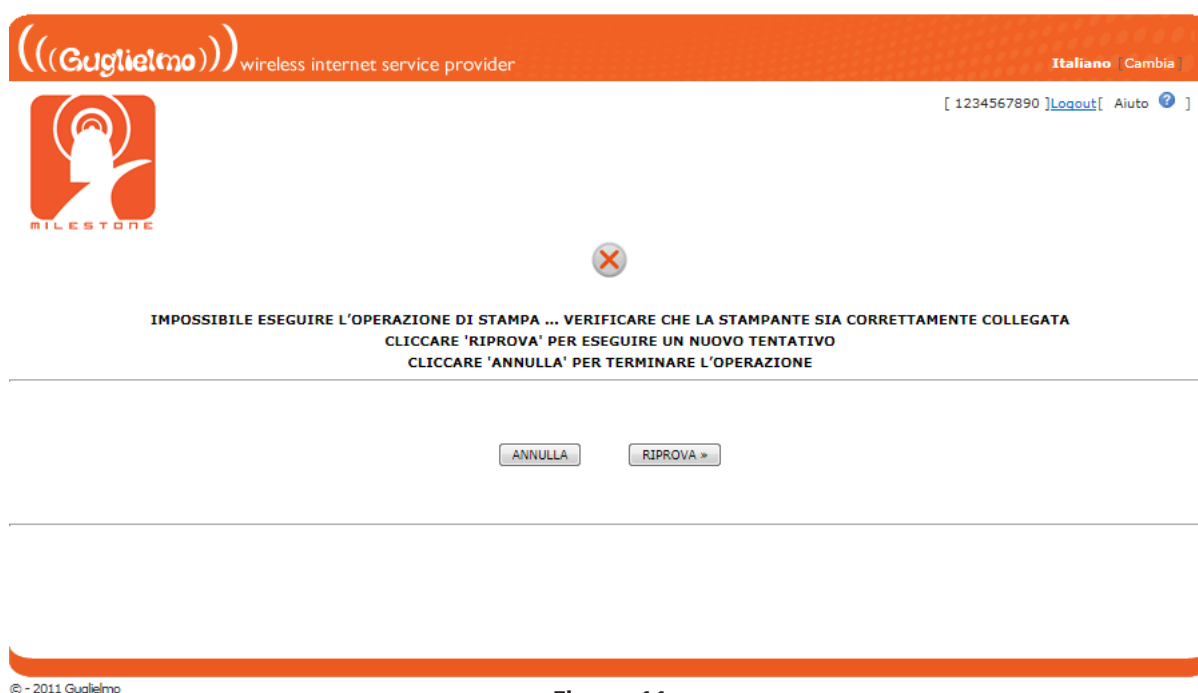 (((Guglielmo))) wireless internet service provider
Italiano [Cambia]
[ 1234567890 ]Logout[ Aiuto ? ]
MILESTONE
IMPOSSIBILE ESEGUIRE L'OPERAZIONE DI STAMPA ... VERIFICARE CHE LA STAMPANTE SIA CORRETTAMENTE COLLEGATA
CLICCARE 'RIPROVA' PER ESEGUIRE UN NUOVO TENTATIVO
CLICCARE 'ANNULLA' PER TERMINARE L'OPERAZIONE
ANNULLA RIPROVA »
© - 2011 Guglielmo